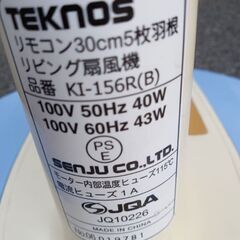 TEKNOS
リモコン30cm5枚羽根
リビング扇風機
品番 KI-156R(B)
100V 50Hz 40W
100V 60Hz 43W
PS
E
SENJU CO.,LTD.
モーター内部温度ヒューズ115℃
電流ヒューズ1A
JQA
JQ10226